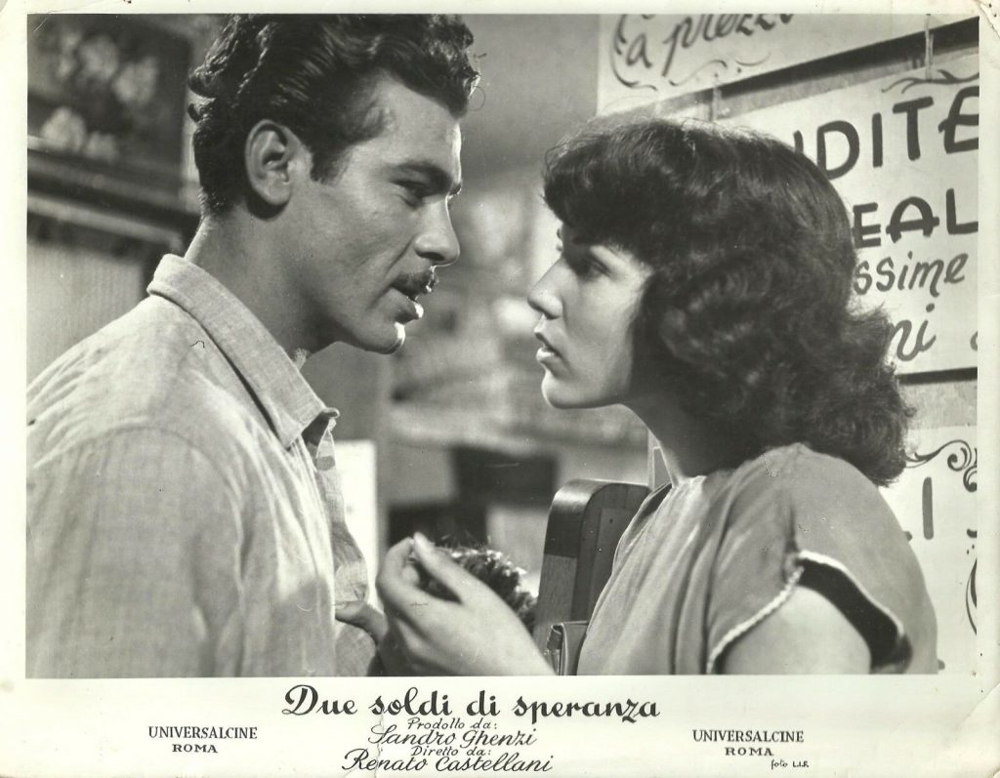 a prezzi
NDITE
EAL
ssime
ni
I
Due soldi di speranza
Prodotto da:
Sandro Ghenzi
Diretto da:
Renato Castellani
UNIVERSALCINE
ROMA
UNIVERSALCINE
ROMA
foto L.I.F.